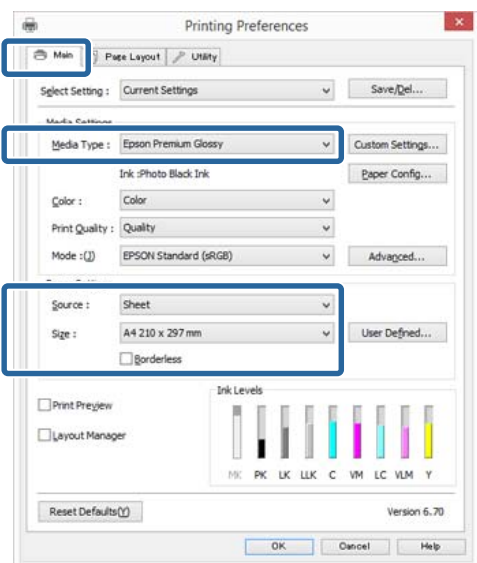 Printing Preferences
Main Page Layout Utility
Select Setting : Current Settings Save/Del...
Media Settings
Media Type : Epson Premium Glossy Custom Settings...
Ink :Photo Black Ink Paper Config...
Color : Color
Print Quality : Quality
Mode :(J) EPSON Standard (sRGB) Advanced...
Source : Sheet
Size : A4 210 x 297 mm User Defined...
Borderless
Ink Levels
Print Preview
Layout Manager
MK PK LK LLK C VM LC VLM Y
Reset Defaults(Y) Version 6.70
OK Cancel Help